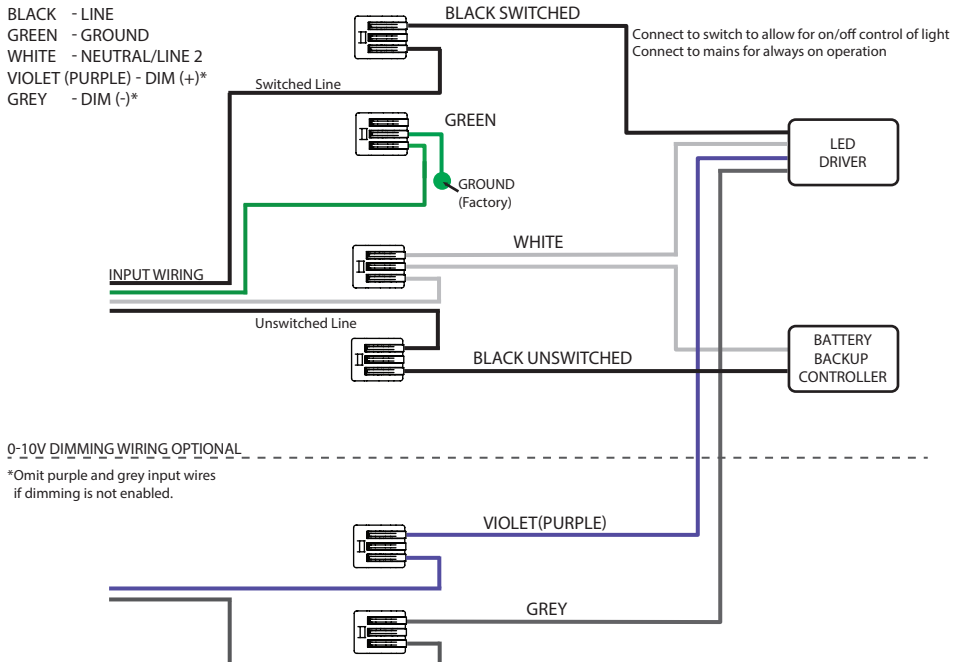 BLACK - LINE
GREEN - GROUND
WHITE - NEUTRAL/LINE 2
VIOLET (PURPLE) - DIM (+)*
GREY - DIM (-)*
BLACK SWITCHED
Connect to switch to allow for on/off control of light
Connect to mains for always on operation
Switched Line
GREEN
LED
DRIVER
GROUND
(Factory)
WHITE
INPUT WIRING
Unswitched Line
BLACK UNSWITCHED
BATTERY
BACKUP
CONTROLLER
0-10V DIMMING WIRING OPTIONAL
*Omit purple and grey input wires
if dimming is not enabled.
VIOLET(PURPLE)
GREY